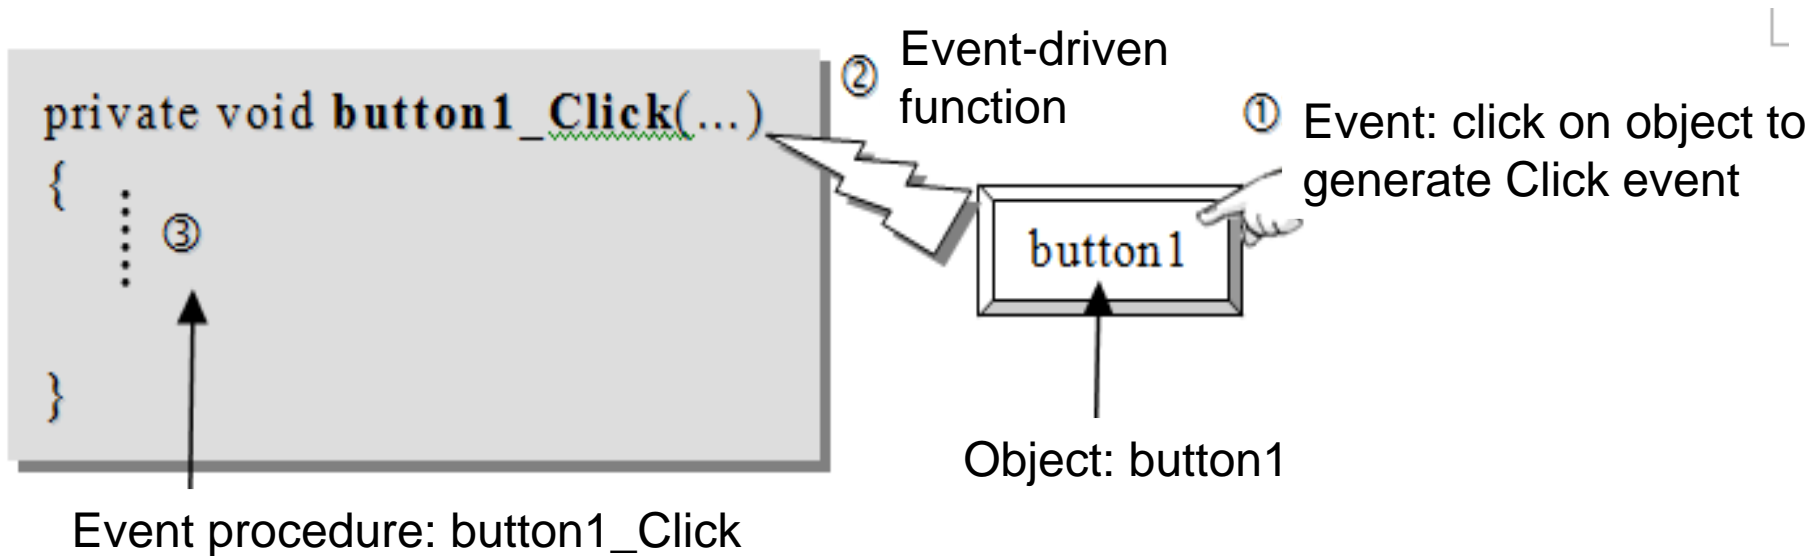 private void button1_Click(...)
{
③
}
② Event-driven
function
① Event: click on object to
generate Click event
button1
Object: button1
Event procedure: button1_Click